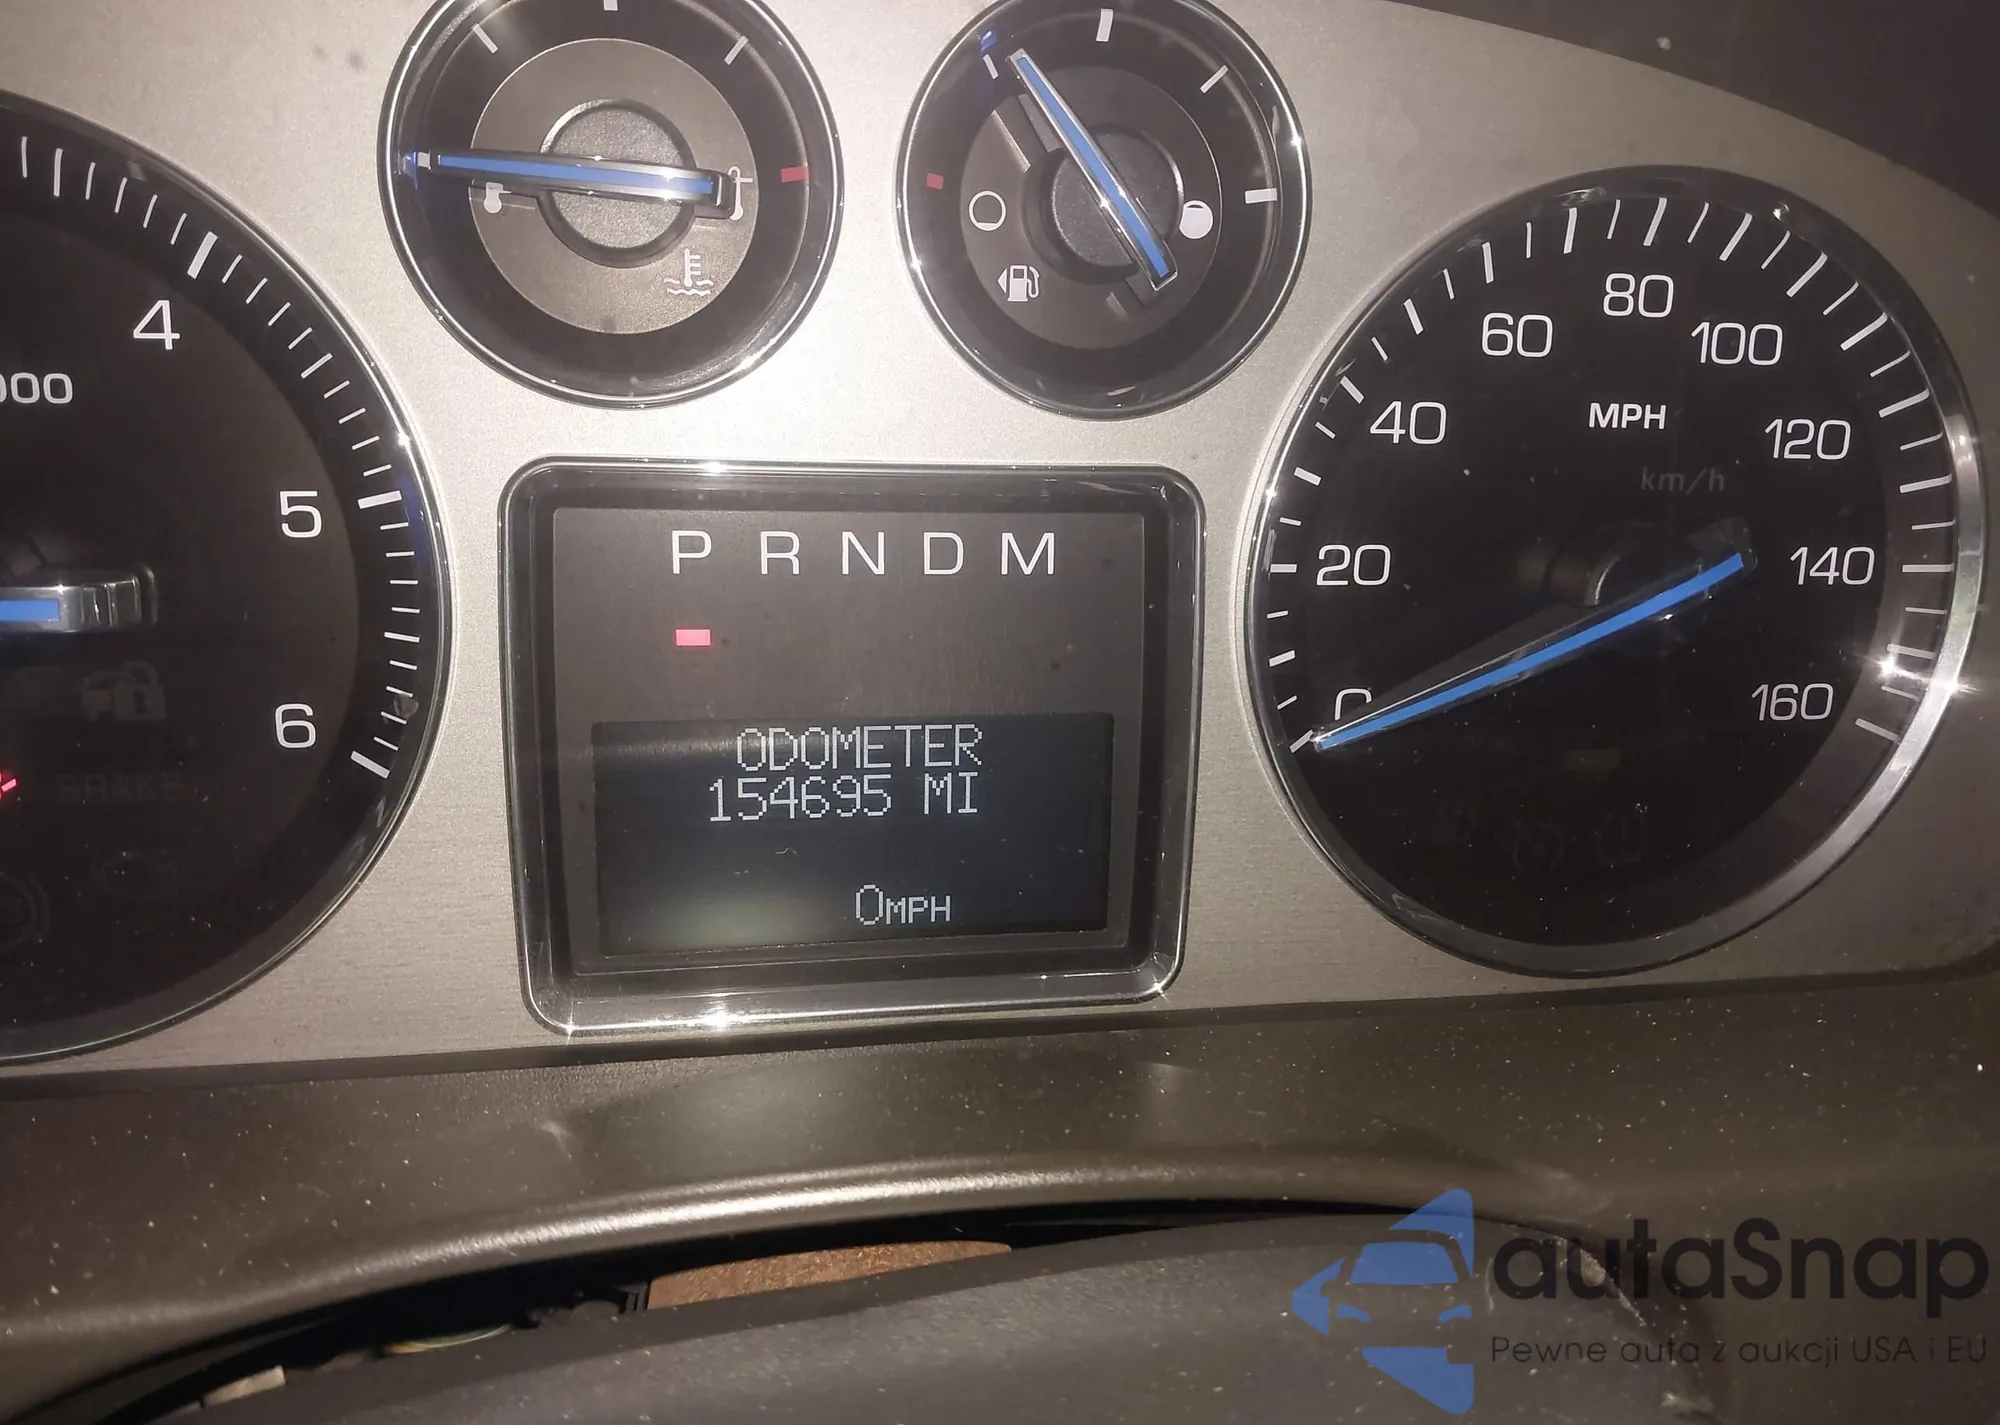 4
000
5
6
BRAKE
P R N D M
ODOMETER
154695 MI
0MPH
0
20
40
60
80
100
120
140
160
MPH
km/h
autaSnap
Pewne auta z aukcji USA i EU